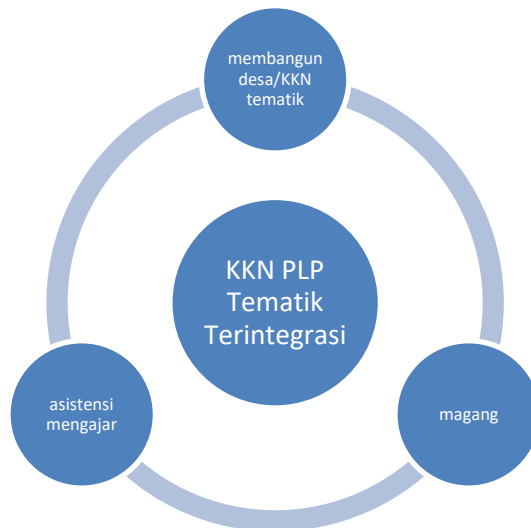 membangun
desa/KKN
tematik
KKN PLP
Tematik
Terintegrasi
asistensi
mengajar
magang